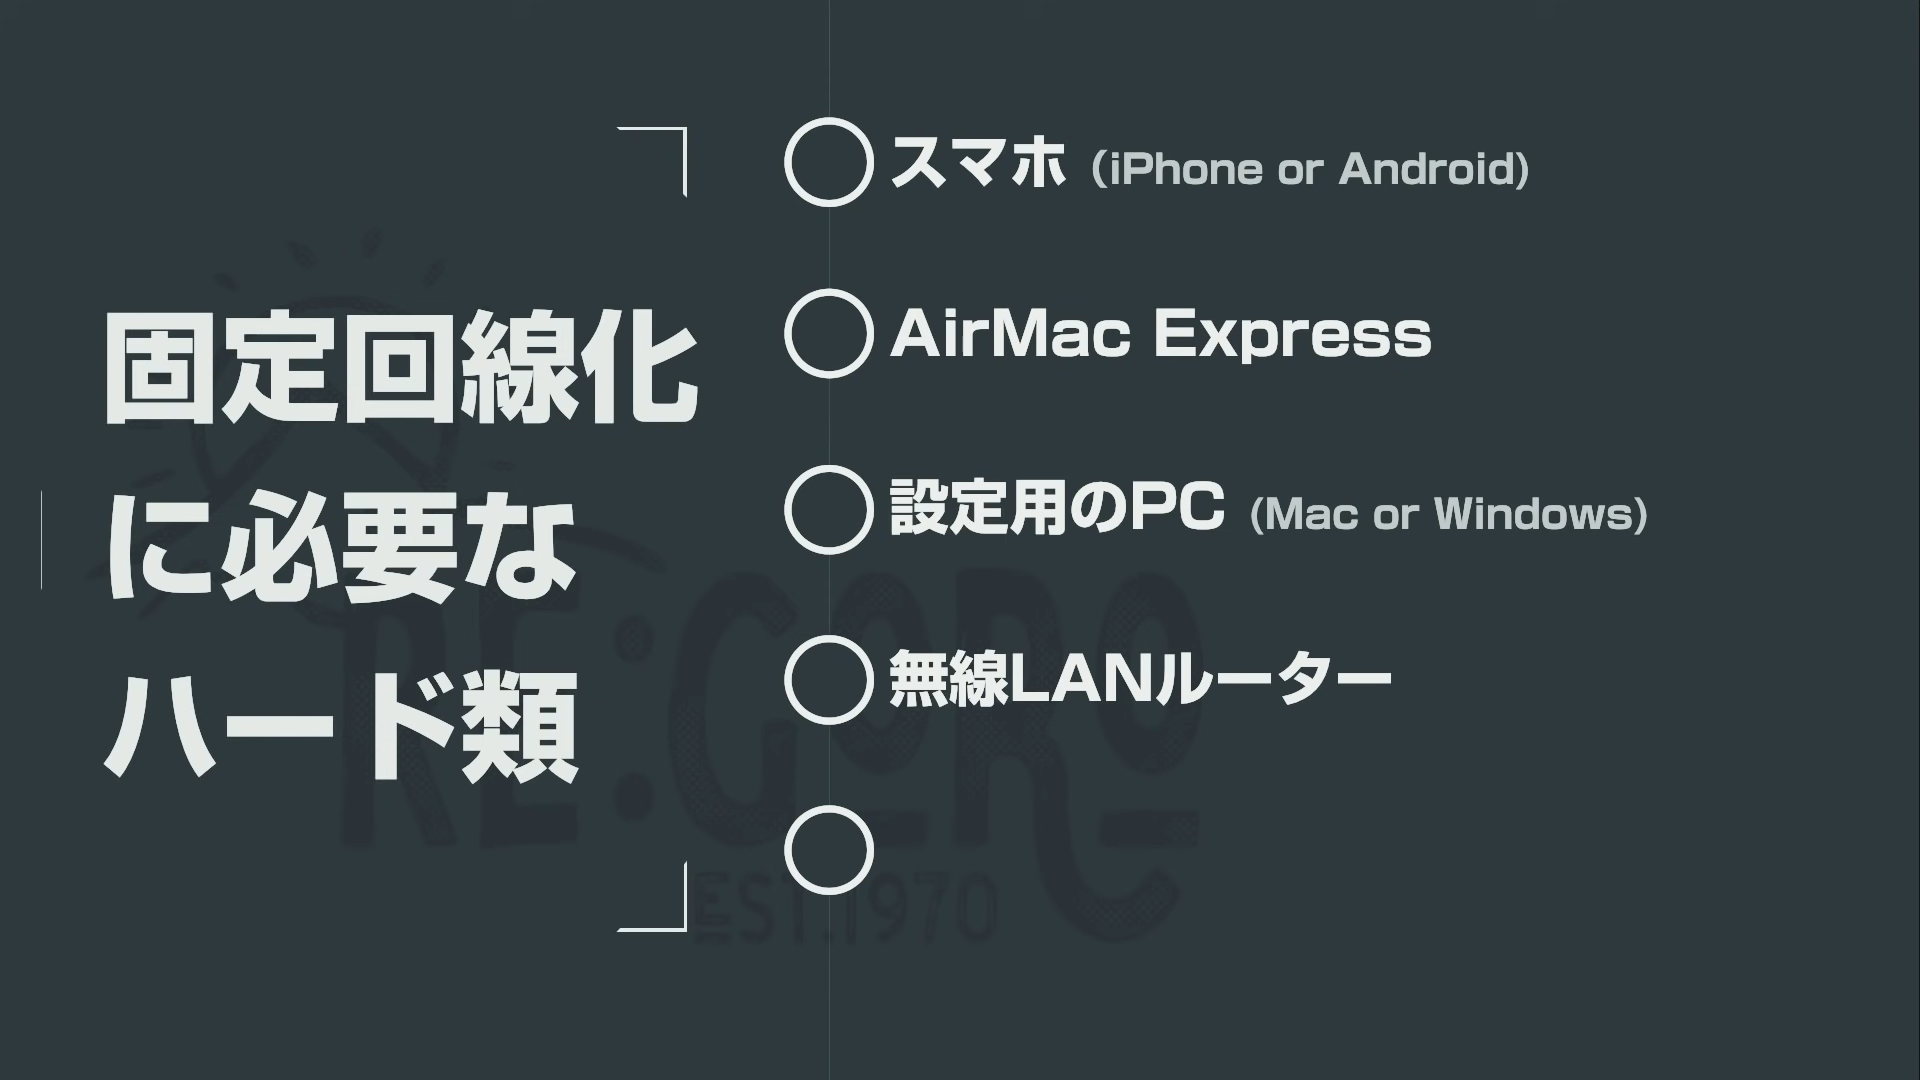 固定回線化
に必要な
ハード類
スマホ (iPhone or Android)
AirMac Express
設定用のPC (Mac or Windows)
無線LANルーター
RE:GORO
EST.1970